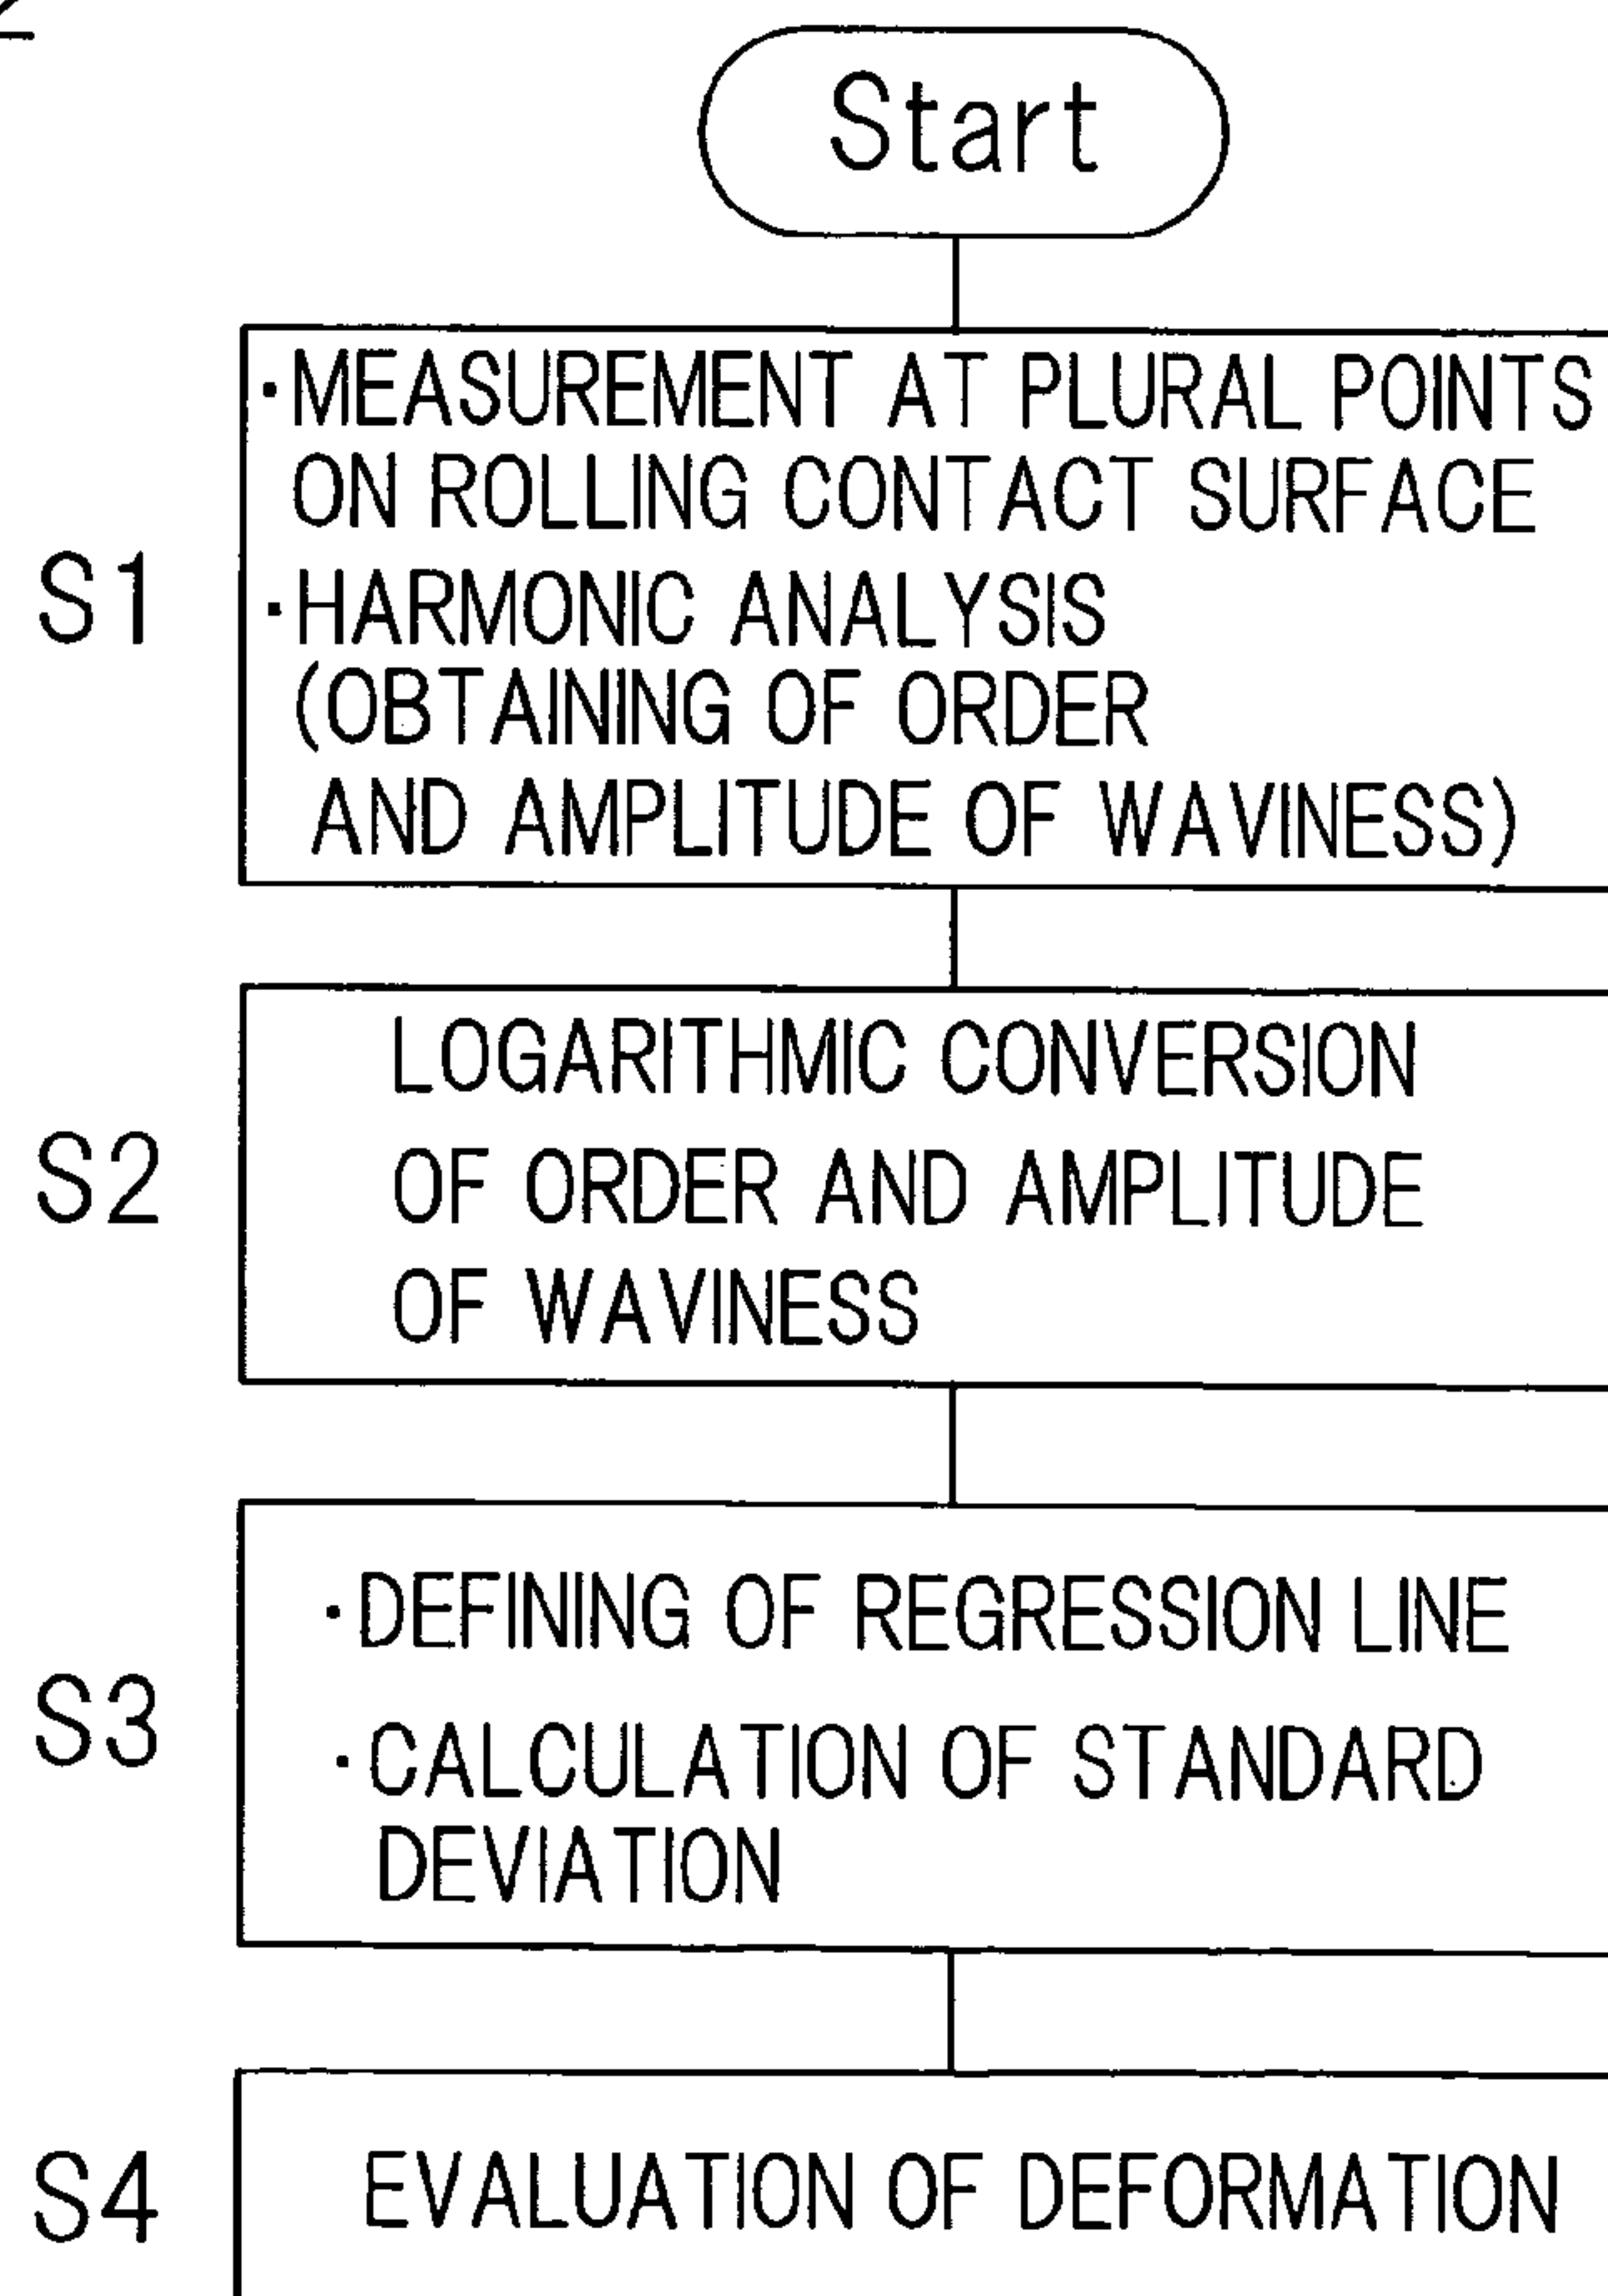 Start
S1
・MEASUREMENT AT PLURAL POINTS
ON ROLLING CONTACT SURFACE
・HARMONIC ANALYSIS
(OBTAINING OF ORDER
AND AMPLITUDE OF WAVINESS)
S2
LOGARITHMIC CONVERSION
OF ORDER AND AMPLITUDE
OF WAVINESS
S3
・DEFINING OF REGRESSION LINE
・CALCULATION OF STANDARD
DEVIATION
S4
EVALUATION OF DEFORMATION